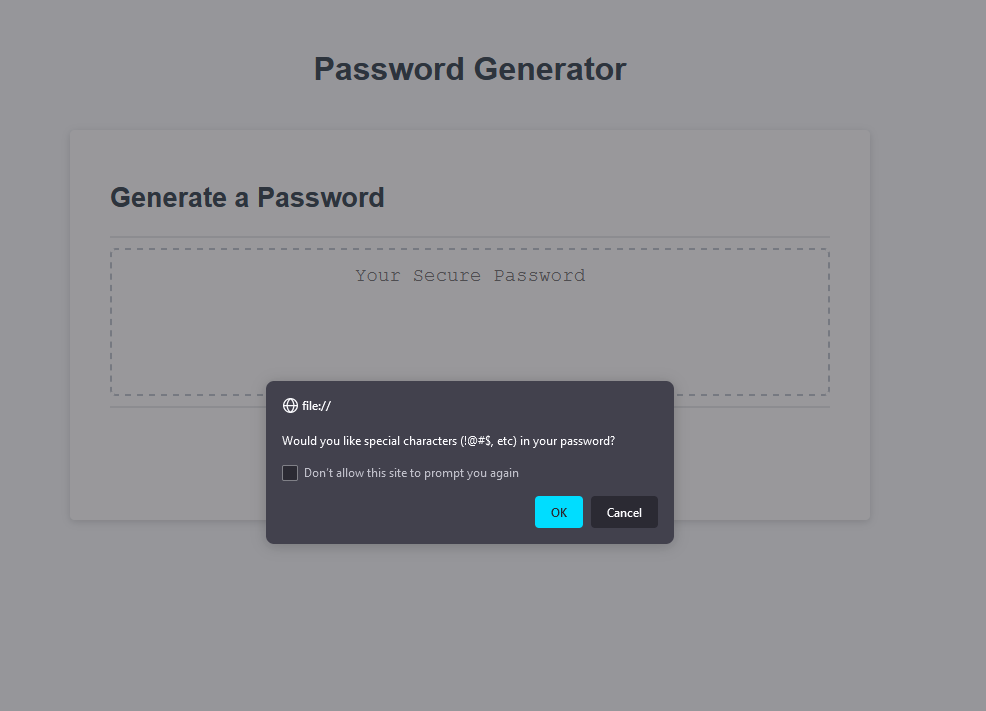 Password Generator
Generate a Password
Your Secure Password
file://
Would you like special characters (!@#$, etc) in your password?
Don't allow this site to prompt you again
OK
Cancel